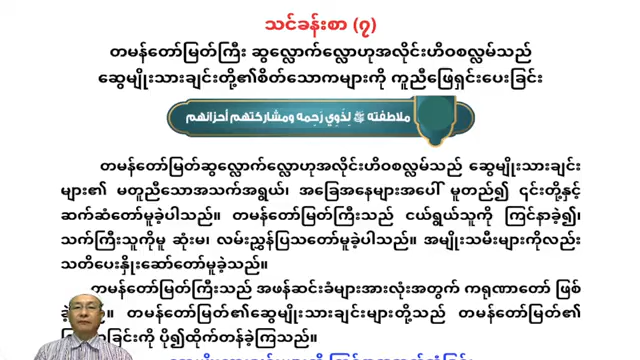 သင်ခန်းစာ (၇)
တမန်တော်မြတ်ကြီး ဆွလ္လောက်လ္လောဟုအလိုင်းဟိဝစလ္လမ်သည်
ဆွေမျိုးသားချင်းတို့၏စိတ်သောကများကို ကူညီဖြေရှင်းပေးခြင်း
ملاطفته ﷺ لِذَوِي رَحِمِه ومشاركتهم أحزانهم
တမန်တော်မြတ်ဆွလ္လောက်လ္လောဟုအလိုင်းဟိဝစလ္လမ်သည် ဆွေမျိုးသားချင်း
များ၏ မတူညီသောအသက်အရွယ်၊ အခြေအနေများအပေါ် မူတည်၍ ၎င်းတို့နှင့်
ဆက်ဆံတော်မူခဲ့ပါသည်။ တမန်တော်မြတ်ကြီးသည် ငယ်ရွယ်သူကို ကြင်နာခဲ့၍၊
သက်ကြီးသူကိုမူ ဆုံးမ၊ လမ်းညွှန်ပြသတော်မူခဲ့ပါသည်။ အမျိုးသမီးများကိုလည်း
သတိပေးနှိုးဆော်တော်မူခဲ့သည်။
တမန်တော်မြတ်ကြီးသည် အဖန်ဆင်းခံများအားလုံးအတွက် ကရုဏာတော် ဖြစ်
တမန်တော်မြတ်၏ဆွေမျိုးသားချင်းများတို့သည် တမန်တော်မြတ်၏
ပို၍ထိုက်တန်ခဲ့ကြသည်။